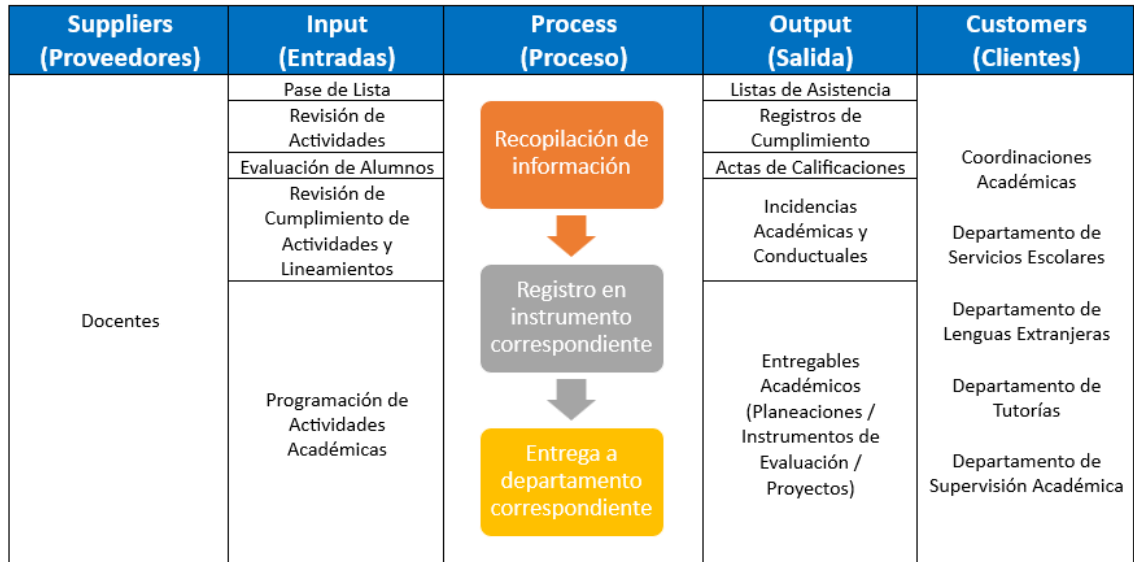 Suppliers
(Proveedores)
Input
(Entradas)
Process
(Proceso)
Output
(Salida)
Customers
(Clientes)
Docentes
Pase de Lista
Revisión de
Actividades
Evaluación de Alumnos
Revisión de
Cumplimiento de
Actividades y
Lineamientos
Programación de
Actividades
Académicas
Recopilación de
información
Registro en
instrumento
correspondiente
Entrega a
departamento
correspondiente
Listas de Asistencia
Registros de
Cumplimiento
Actas de Calificaciones
Incidencias
Académicas y
Conductuales
Entregables
Académicos
(Planeaciones /
Instrumentos de
Evaluación /
Proyectos)
Coordinaciones
Académicas
Departamento de
Servicios Escolares
Departamento de
Lenguas Extranjeras
Departamento de
Tutorías
Departamento de
Supervisión Académica